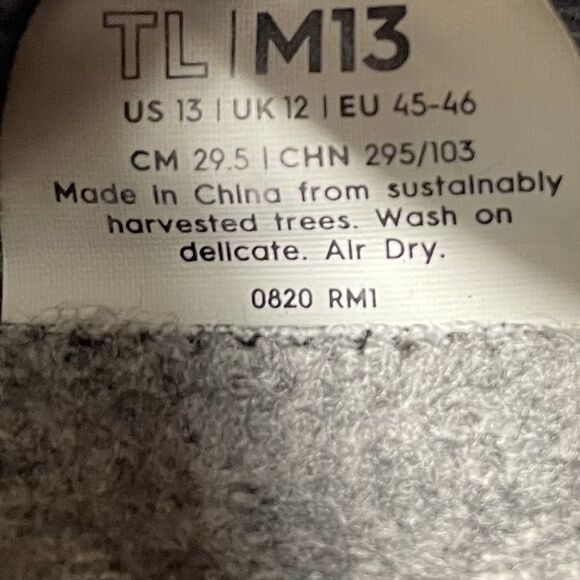 TL | M13
US 13 | UK 12 | EU 45-46
CM 29.5 | CHN 295/103
Made in China from sustainably
harvested trees. Wash on
delicate. Air Dry.
0820 RM1